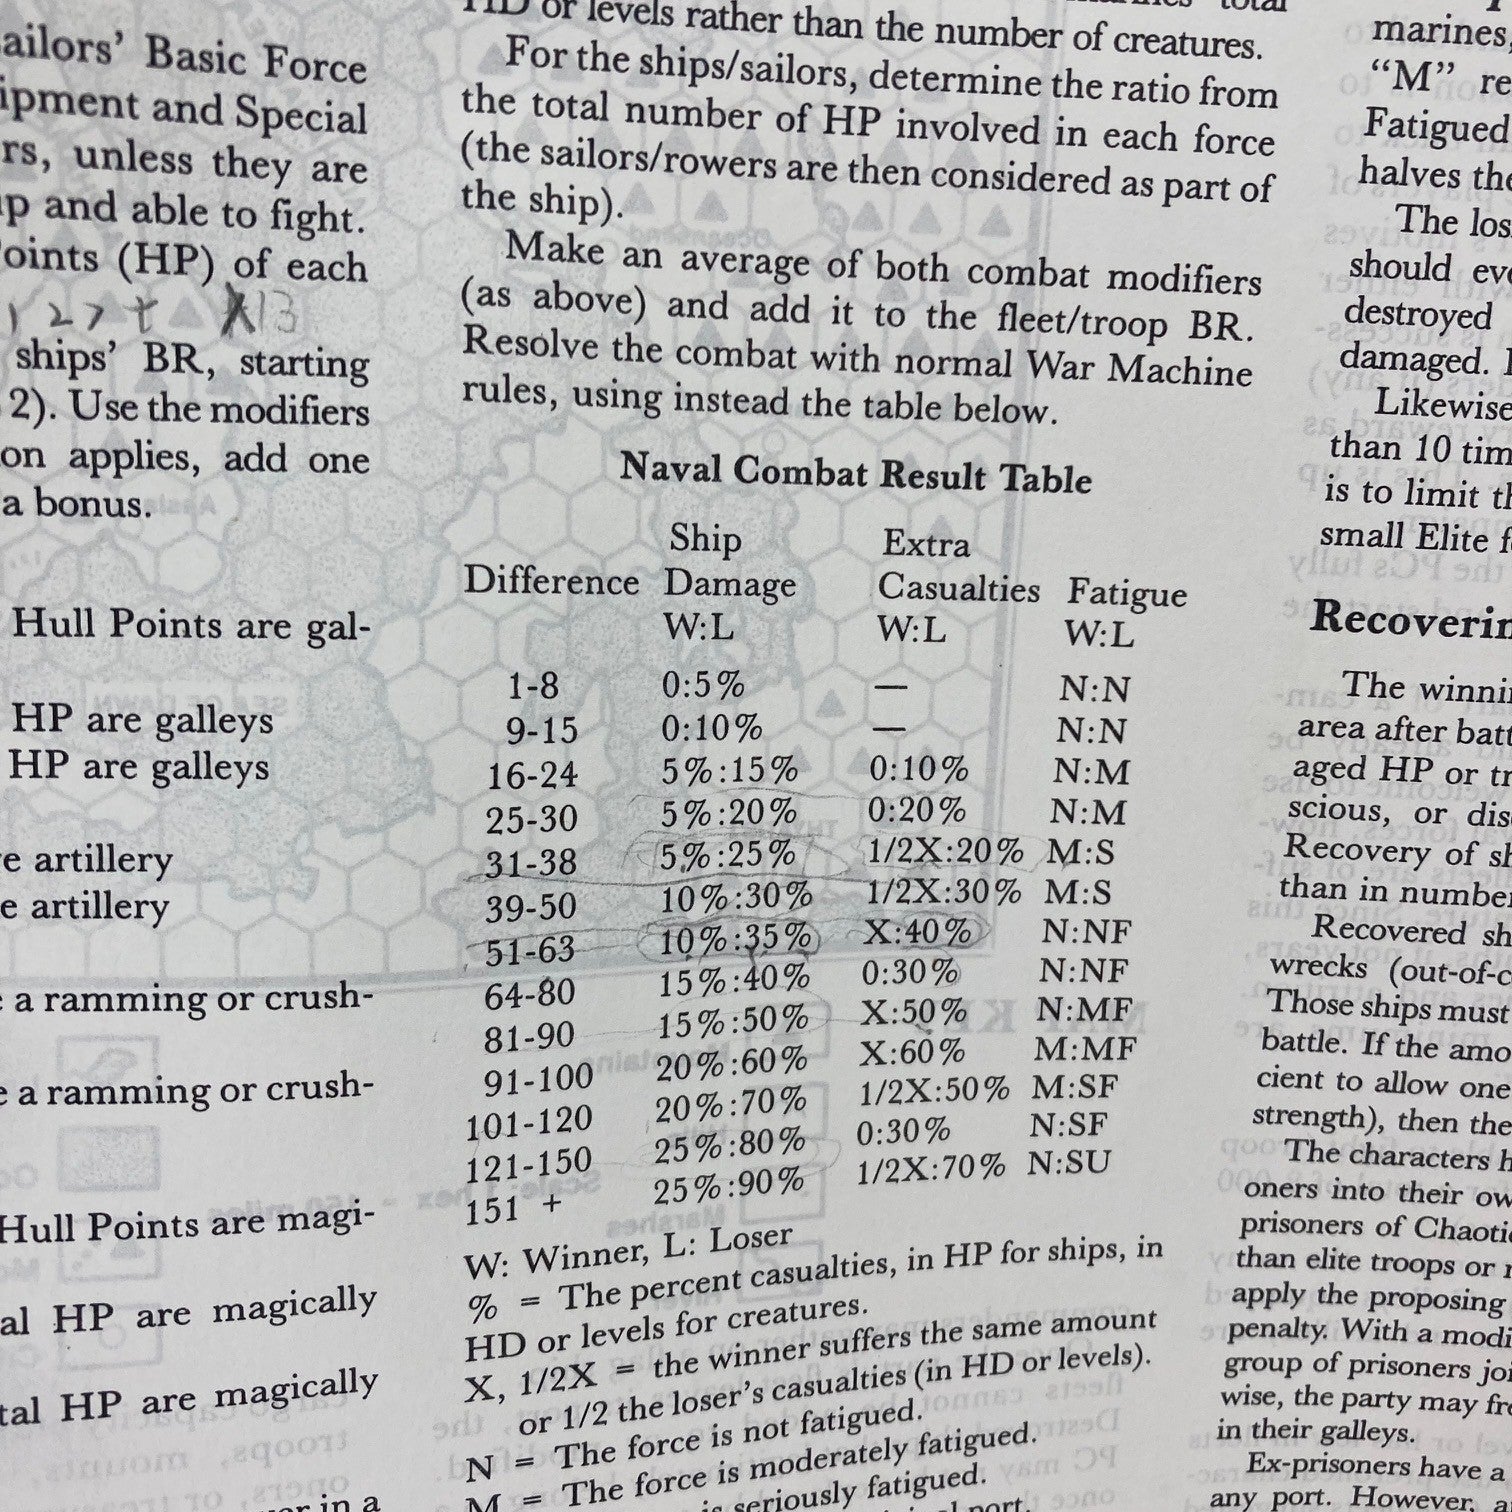 ailors’ Basic Force
ipment and Special
rs, unless they are
p and able to fight.
oints (HP) of each
ships’ BR, starting
2). Use the modifiers
on applies, add one
a bonus.
Hull Points are gal-
HP are galleys
HP are galleys
e artillery
e artillery
a ramming or crush-
a ramming or crush-
Hull Points are magi-
al HP are magically
tal HP are magically
in a
HD or levels rather than the number of creatures.
For the ships/sailors, determine the ratio from
the total number of HP involved in each force
(the sailors/rowers are then considered as part of
the ship).
Make an average of both combat modifiers
(as above) and add it to the fleet/troop BR.
Resolve the combat with normal War Machine
rules, using instead the table below.
Naval Combat Result Table
Ship Extra
Difference Damage Casualties Fatigue
W:L W:L W:L
1-8 0:5% — N:N
9-15 0:10% — N:N
16-24 5%:15% 0:10% N:M
25-30 5%:20% 0:20% N:M
31-38 5%:25% 1/2X:20% M:S
39-50 10%:30% 1/2X:30% M:S
51-63 10%:35% X:40% N:NF
64-80 15%:40% 0:30% N:NF
81-90 15%:50% X:50% N:MF
91-100 20%:60% X:60% M:MF
101-120 20%:70% 1/2X:50% M:SF
121-150 25%:80% 0:30% N:SF
151 + 25%:90% 1/2X:70% N:SU
W: Winner, L: Loser
% = The percent casualties, in HP for ships, in
HD or levels for creatures.
X, 1/2X = the winner suffers the same amount
or 1/2 the loser’s casualties (in HD or levels).
N = The force is not fatigued.
M = The force is moderately fatigued.
is seriously fatigued.
port.
marines,
“M” re
Fatigued
halves the
The los
should eve
destroyed
damaged.
Likewise
than 10 tim
is to limit th
small Elite f
Recoverin
The winni
area after batt
aged HP or tr
scious, or dis
Recovery of sh
than in number
Recovered sh
wrecks (out-of-c
Those ships must
battle. If the amo
cient to allow one
strength), then the
The characters h
oners into their ow
prisoners of Chaotic
than elite troops or
apply the proposing
penalty. With a modi
group of prisoners joi
wise, the party may fre
in their galleys.
Ex-prisoners have a
any port. However,